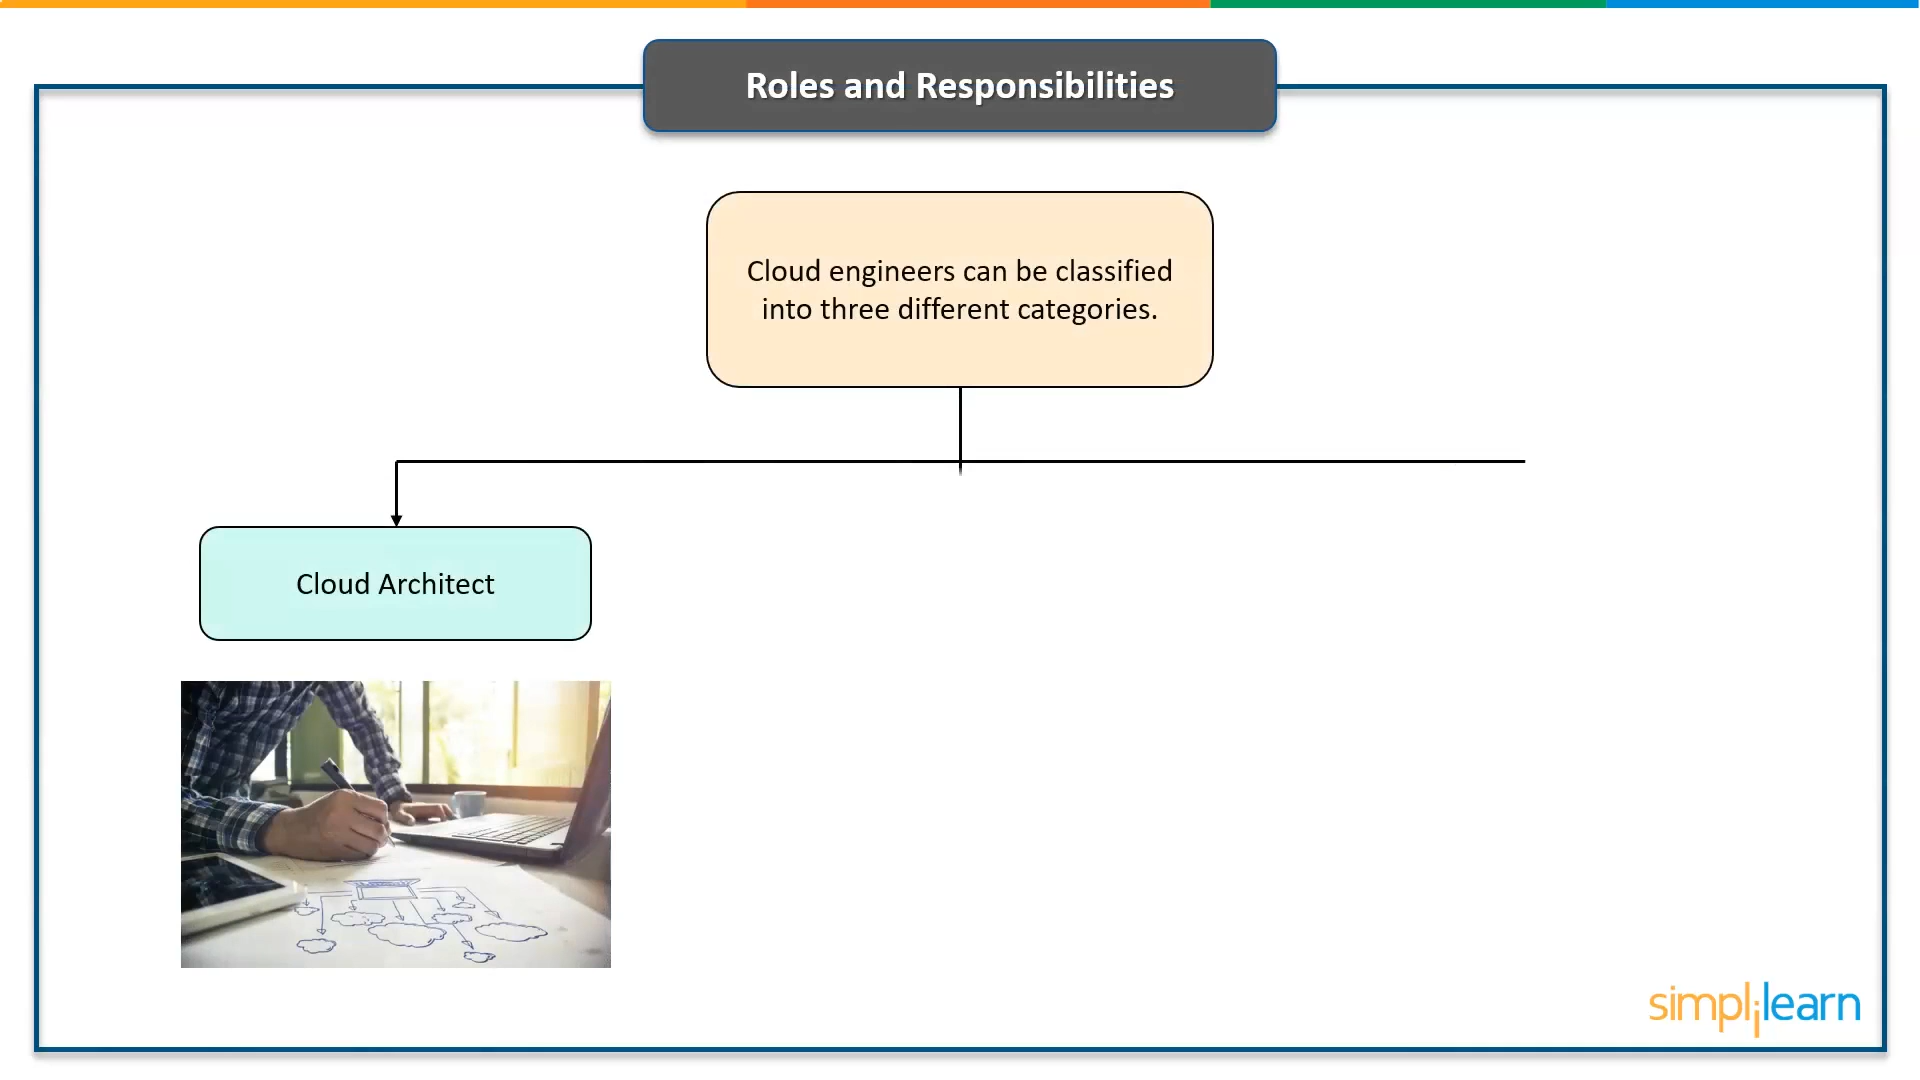 Roles and Responsibilities
Cloud engineers can be classified
into three different categories.
Cloud Architect
simplilearn